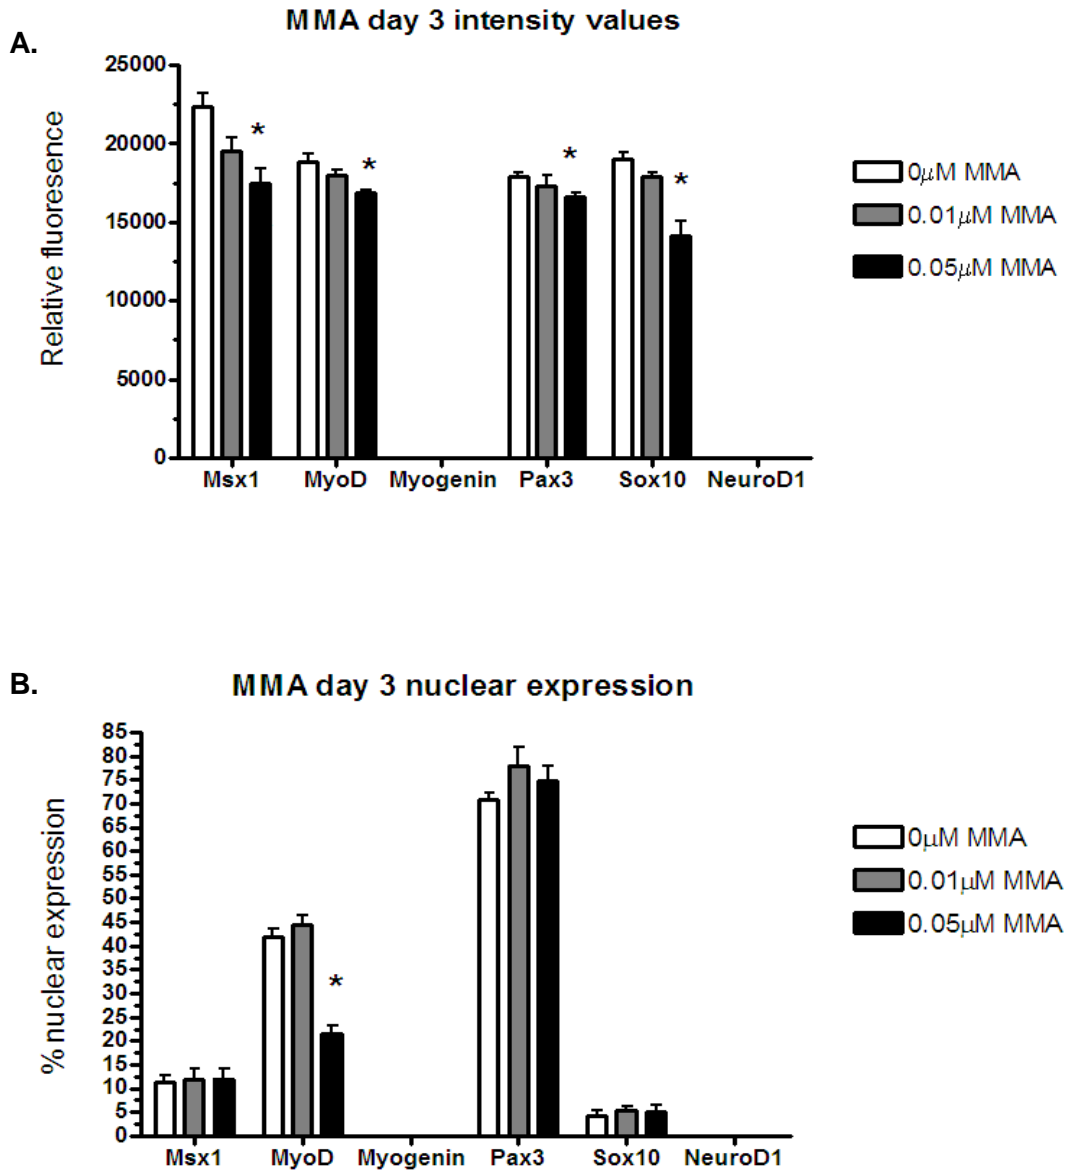 MMA day 3 intensity values
A.
25000
20000
15000
10000
5000
0
Relative fluoresence
* * * *
Msx1 MyoD Myogenin Pax3 Sox10 NeuroD1
0μM MMA
0.01μM MMA
0.05μM MMA
B.
MMA day 3 nuclear expression
85
80
75
70
65
60
55
50
45
40
35
30
25
20
15
10
5
0
% nuclear expression
*
Msx1 MyoD Myogenin Pax3 Sox10 NeuroD1
0μM MMA
0.01μM MMA
0.05μM MMA